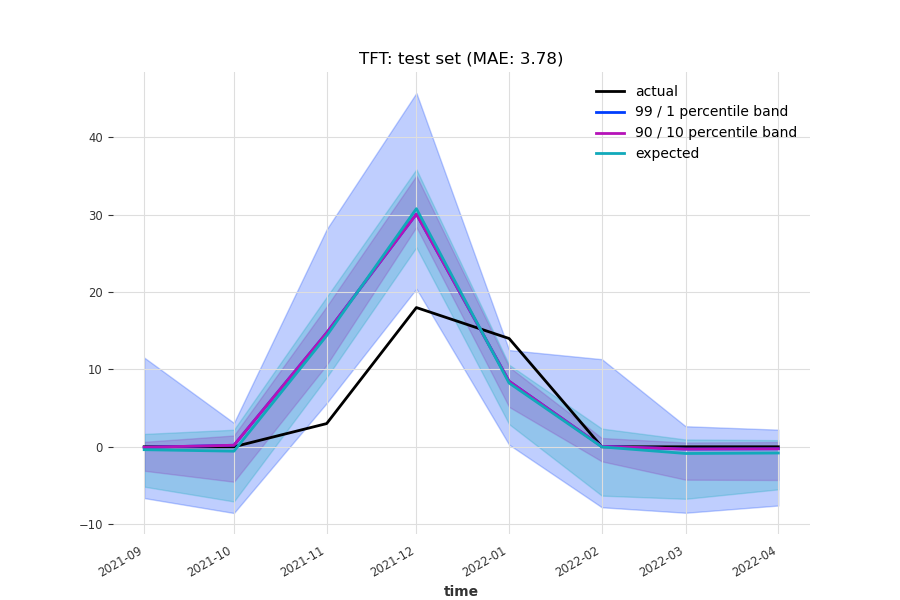 TFT: test set (MAE: 3.78)
actual
99 / 1 percentile band
90 / 10 percentile band
expected
40
30
20
10
0
−10
2021-09
2021-10
2021-11
2021-12
2022-01
2022-02
2022-03
2022-04
time